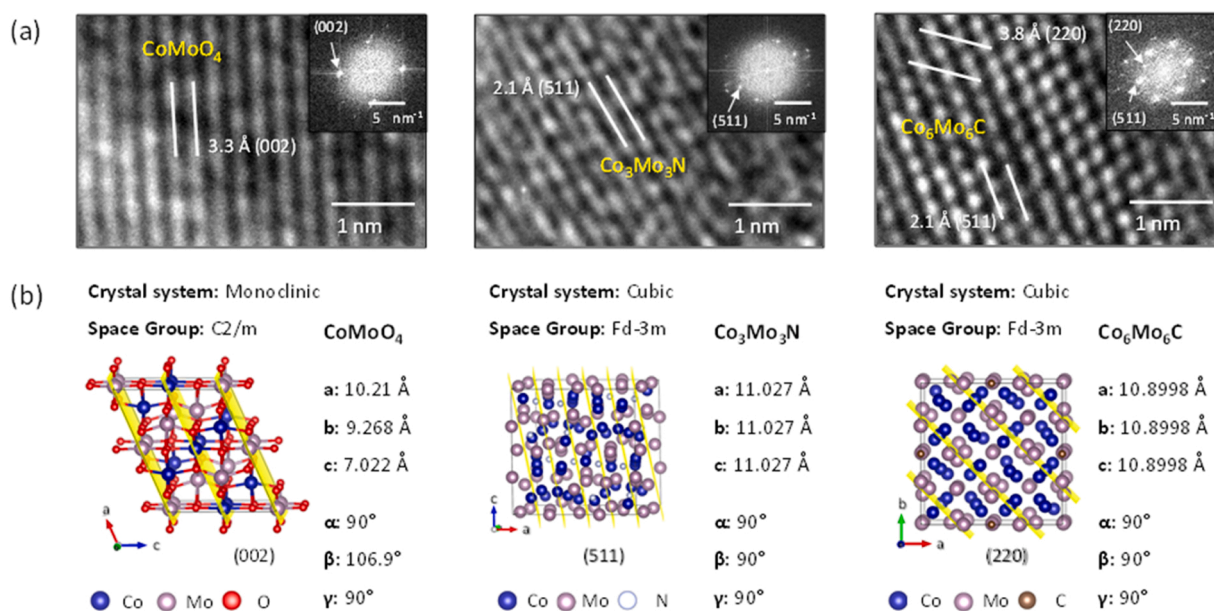 (a)
(002)
CoMoO₄
3.3 Å (002)
5 nm⁻¹
1 nm
2.1 Å (511)
(511)
Co₃Mo₃N
5 nm⁻¹
1 nm
3.8 Å (220)
(220)
(511)
5 nm⁻¹
Co₆Mo₆C
2.1 Å (511)
1 nm
(b)
Crystal system: Monoclinic
Space Group: C2/m
CoMoO₄
a: 10.21 Å
b: 9.268 Å
c: 7.022 Å
α: 90°
β: 106.9°
γ: 90°
a
c
(002)
Co Mo O
Crystal system: Cubic
Space Group: Fd-3m
Co₃Mo₃N
a: 11.027 Å
b: 11.027 Å
c: 11.027 Å
α: 90°
β: 90°
γ: 90°
c
a
(511)
Co Mo N
Crystal system: Cubic
Space Group: Fd-3m
Co₆Mo₆C
a: 10.8998 Å
b: 10.8998 Å
c: 10.8998 Å
α: 90°
β: 90°
γ: 90°
b
a
(220)
Co Mo C